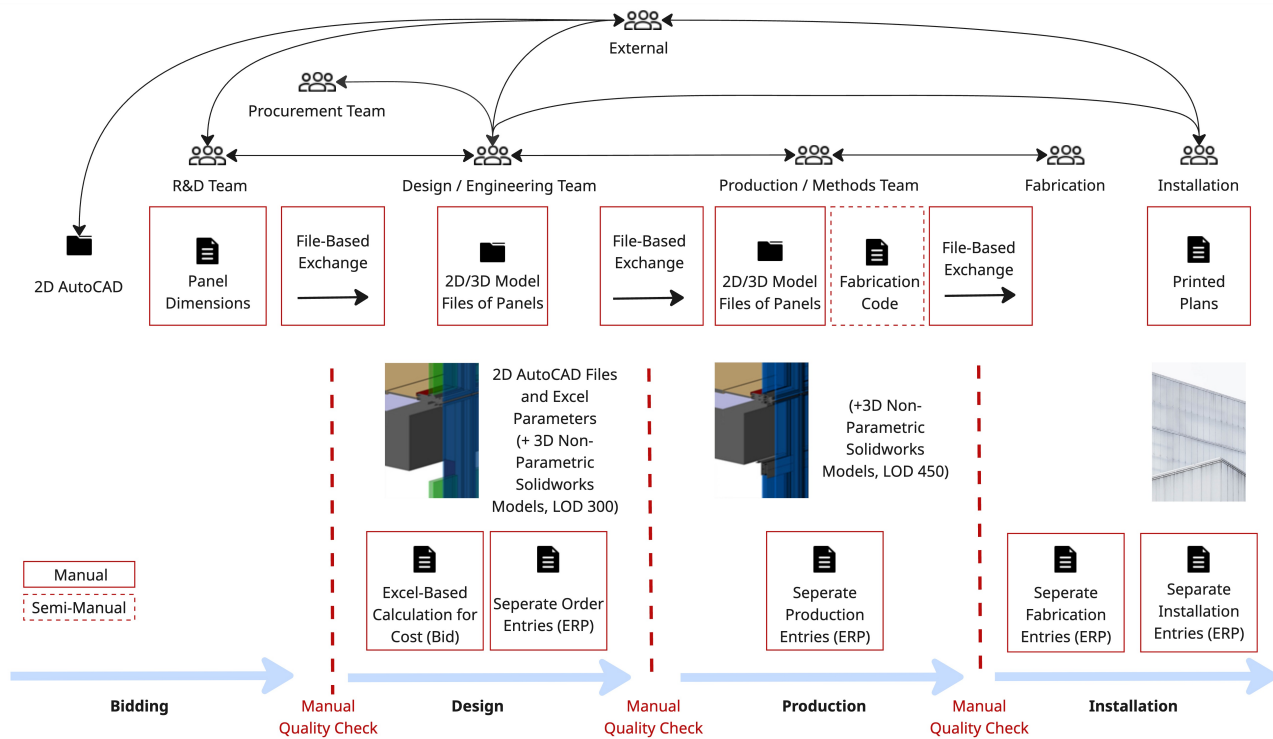 External
Procurement Team
R&D Team
Design / Engineering Team
Production / Methods Team
Fabrication
Installation
2D AutoCAD
Panel
Dimensions
File-Based
Exchange
2D/3D Model
Files of Panels
File-Based
Exchange
2D/3D Model
Files of Panels
Fabrication
Code
File-Based
Exchange
Printed
Plans
2D AutoCAD Files
and Excel
Parameters
(+ 3D Non-
Parametric
Solidworks
Models, LOD 300)
(+3D Non-
Parametric
Solidworks
Models, LOD 450)
Manual
Semi-Manual
Excel-Based
Calculation for
Cost (Bid)
Seperate Order
Entries (ERP)
Seperate
Production
Entries (ERP)
Seperate
Fabrication
Entries (ERP)
Separate
Installation
Entries (ERP)
Bidding
Manual
Quality Check
Design
Manual
Quality Check
Production
Manual
Quality Check
Installation